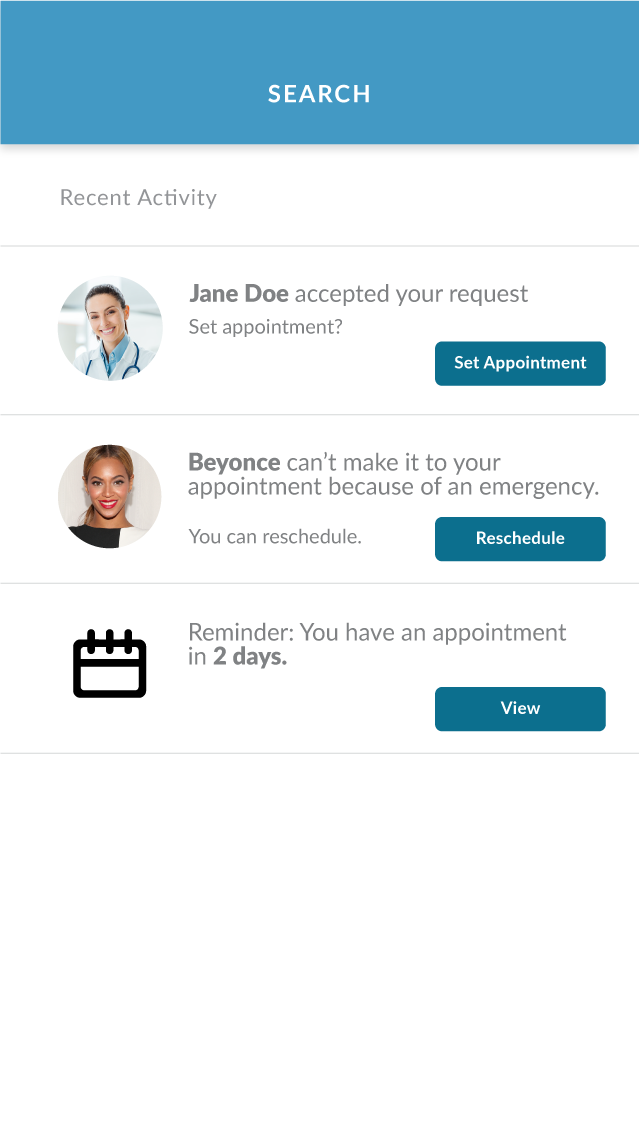 SEARCH
Recent Activity
Jane Doe accepted your request
Set appointment?
Set Appointment
Beyonce can’t make it to your
appointment because of an emergency.
You can reschedule.
Reschedule
Reminder: You have an appointment
in 2 days.
View